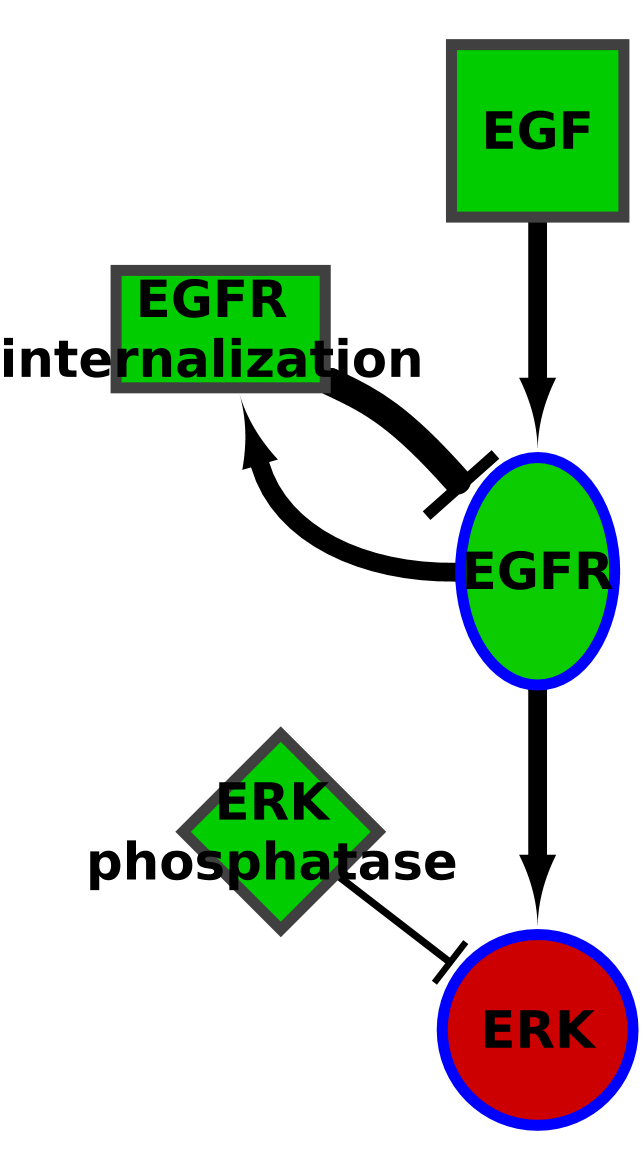 EGF
EGFR
internalization
EGFR
ERK
phosphatase
ERK